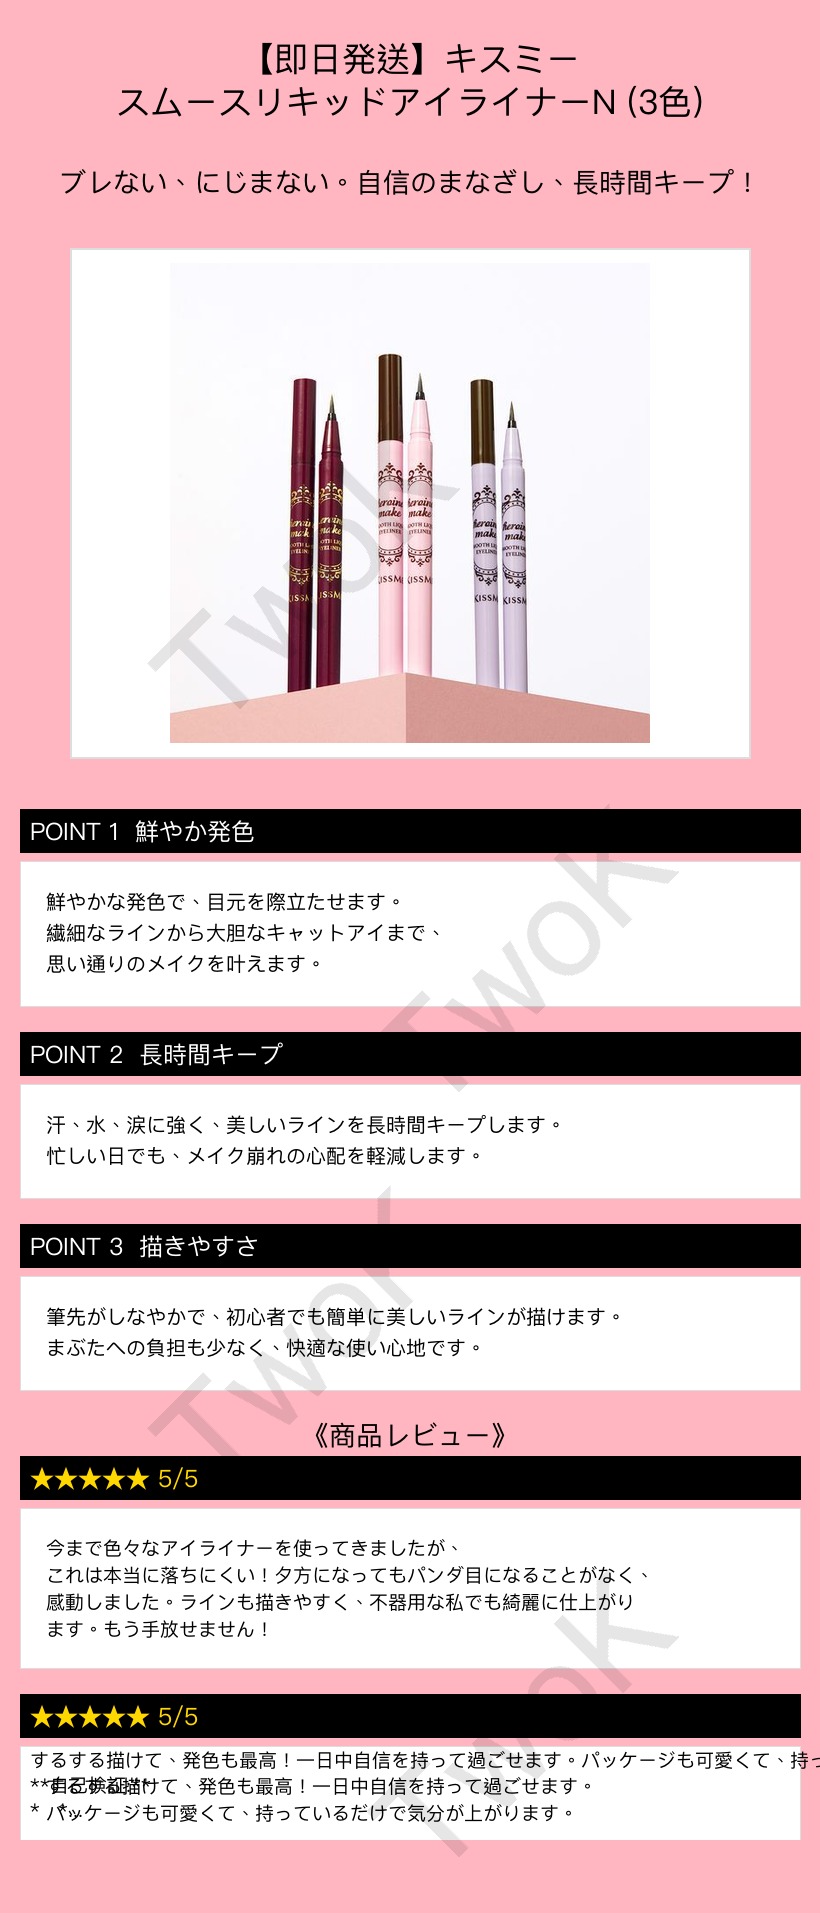 【即日発送】キスミー
スムースリキッドアイライナーN (3色)
ブレない、にじまない。自信のまなざし、長時間キープ！
heroine make
SMOOTH LIQUID
EYELINER
KISSME
TwoK
POINT 1 鮮やか発色
鮮やかな発色で、目元を際立たせます。
繊細なラインから大胆なキャットアイまで、
思い通りのメイクを叶えます。
TwoK
POINT 2 長時間キープ
汗、水、涙に強く、美しいラインを長時間キープします。
忙しい日でも、メイク崩れの心配を軽減します。
POINT 3 描きやすさ
筆先がしなやかで、初心者でも簡単に美しいラインが描けます。
まぶたへの負担も少なく、快適な使い心地です。
TwoK
《商品レビュー》
★★★★★ 5/5
今まで色々なアイライナーを使ってきましたが、
これは本当に落ちにくい！夕方になってもパンダ目になることがなく、
感動しました。ラインも描きやすく、不器用な私でも綺麗に仕上がり
ます。もう手放せません！
★★★★★ 5/5
するする描けて、発色も最高！一日中自信を持って過ごせます。パッケージも可愛くて、持っ
するする描けて、発色も最高！一日中自信を持って過ごせます。
パッケージも可愛くて、持っているだけで気分が上がります。
TwoK